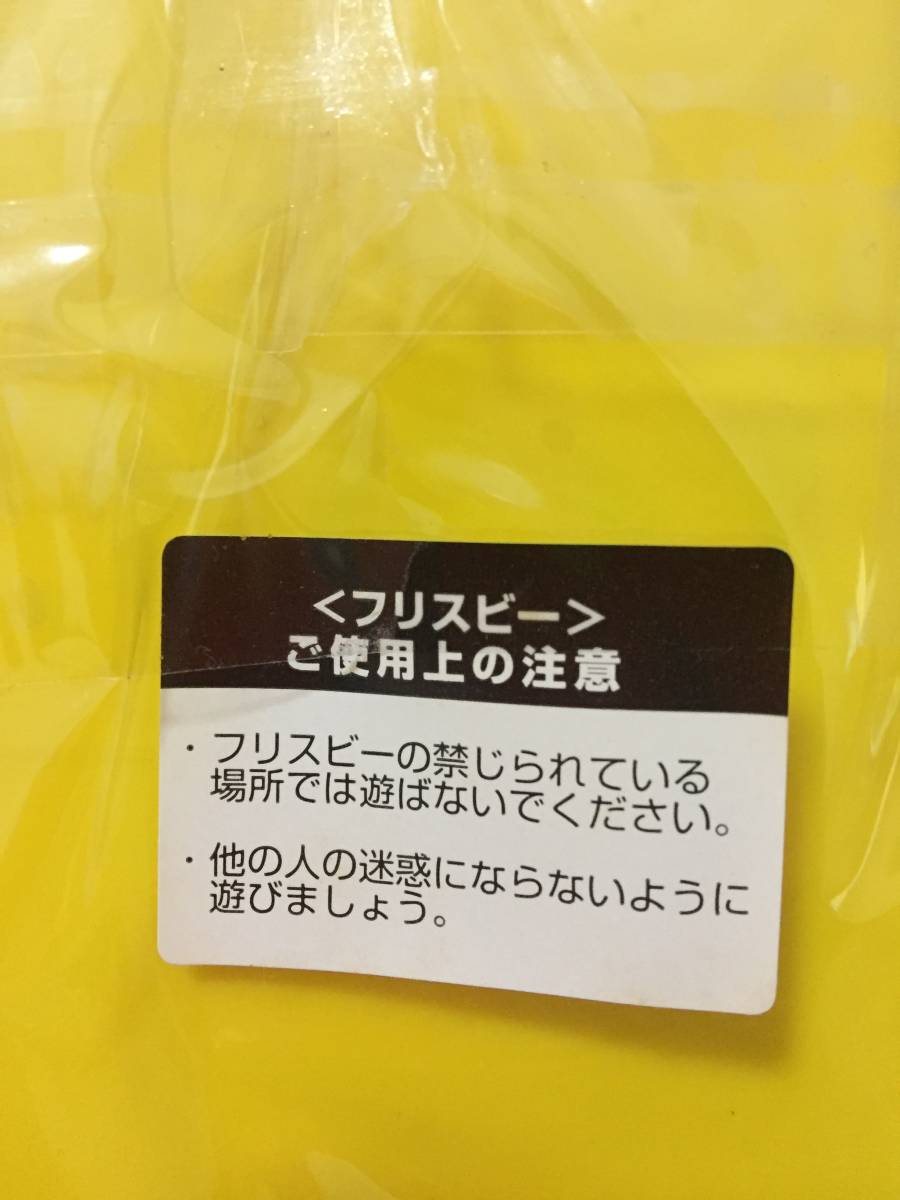 ＜フリスビー＞
ご使用上の注意
・フリスビーの禁じられている
場所では遊ばないでください。
・他の人の迷惑にならないように
遊びましょう。